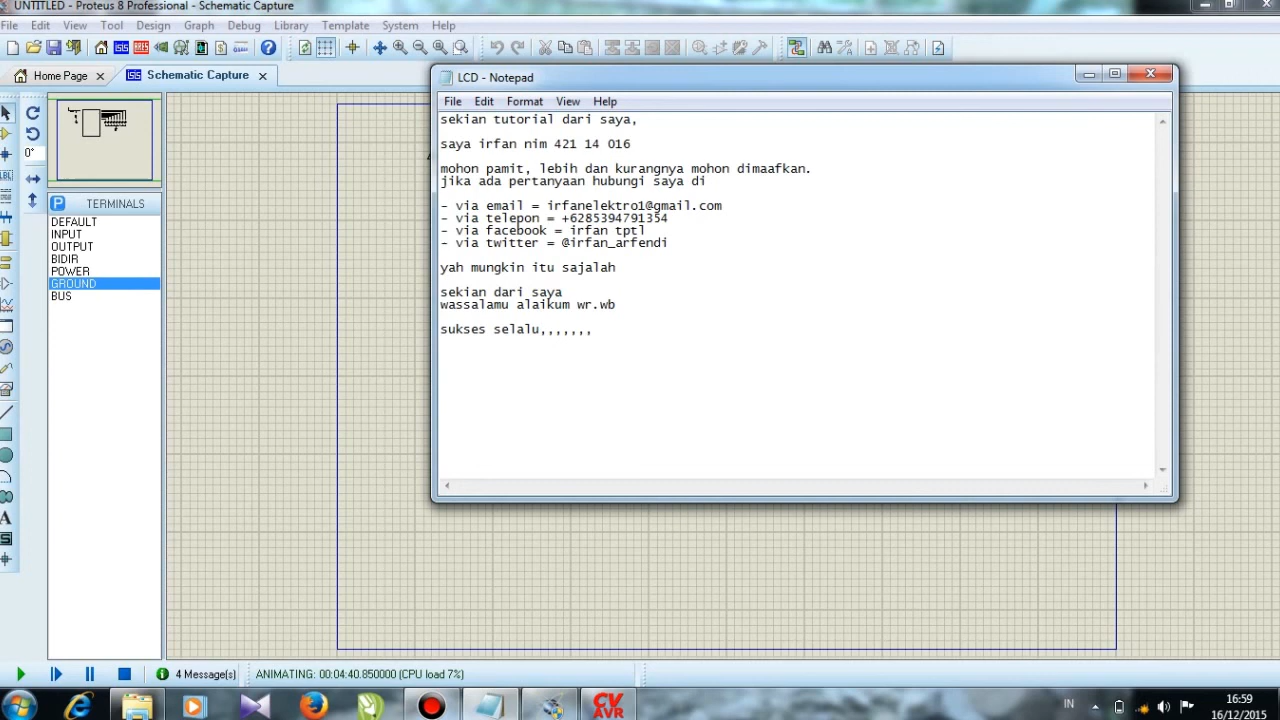 UNTITLED - Proteus 8 Professional - Schematic Capture
File Edit View Tool Design Graph Debug Library Template System Help
Home Page
Schematic Capture
LCD - Notepad
File Edit Format View Help
sekian tutorial dari saya,
saya irfan nim 421 14 016
mohon pamit, lebih dan kurangnya mohon dimaafkan.
jika ada pertanyaan hubungi saya di
- via email = irfanelektro1@gmail.com
- via telepon = +6285394791354
- via facebook = irfan tptl
- via twitter = @irfan_arfendi
yah mungkin itu sajalah
sekian dari saya
wassalamu alaikum wr.wb
sukses selalu,,,,,,,
0°
P TERMINALS
DEFAULT
INPUT
OUTPUT
BIDIR
POWER
GROUND
BUS
4 Message(s)
ANIMATING: 00:04:40.850000 (CPU load 7%)
CV
AVR
IN
16:59
16/12/2015